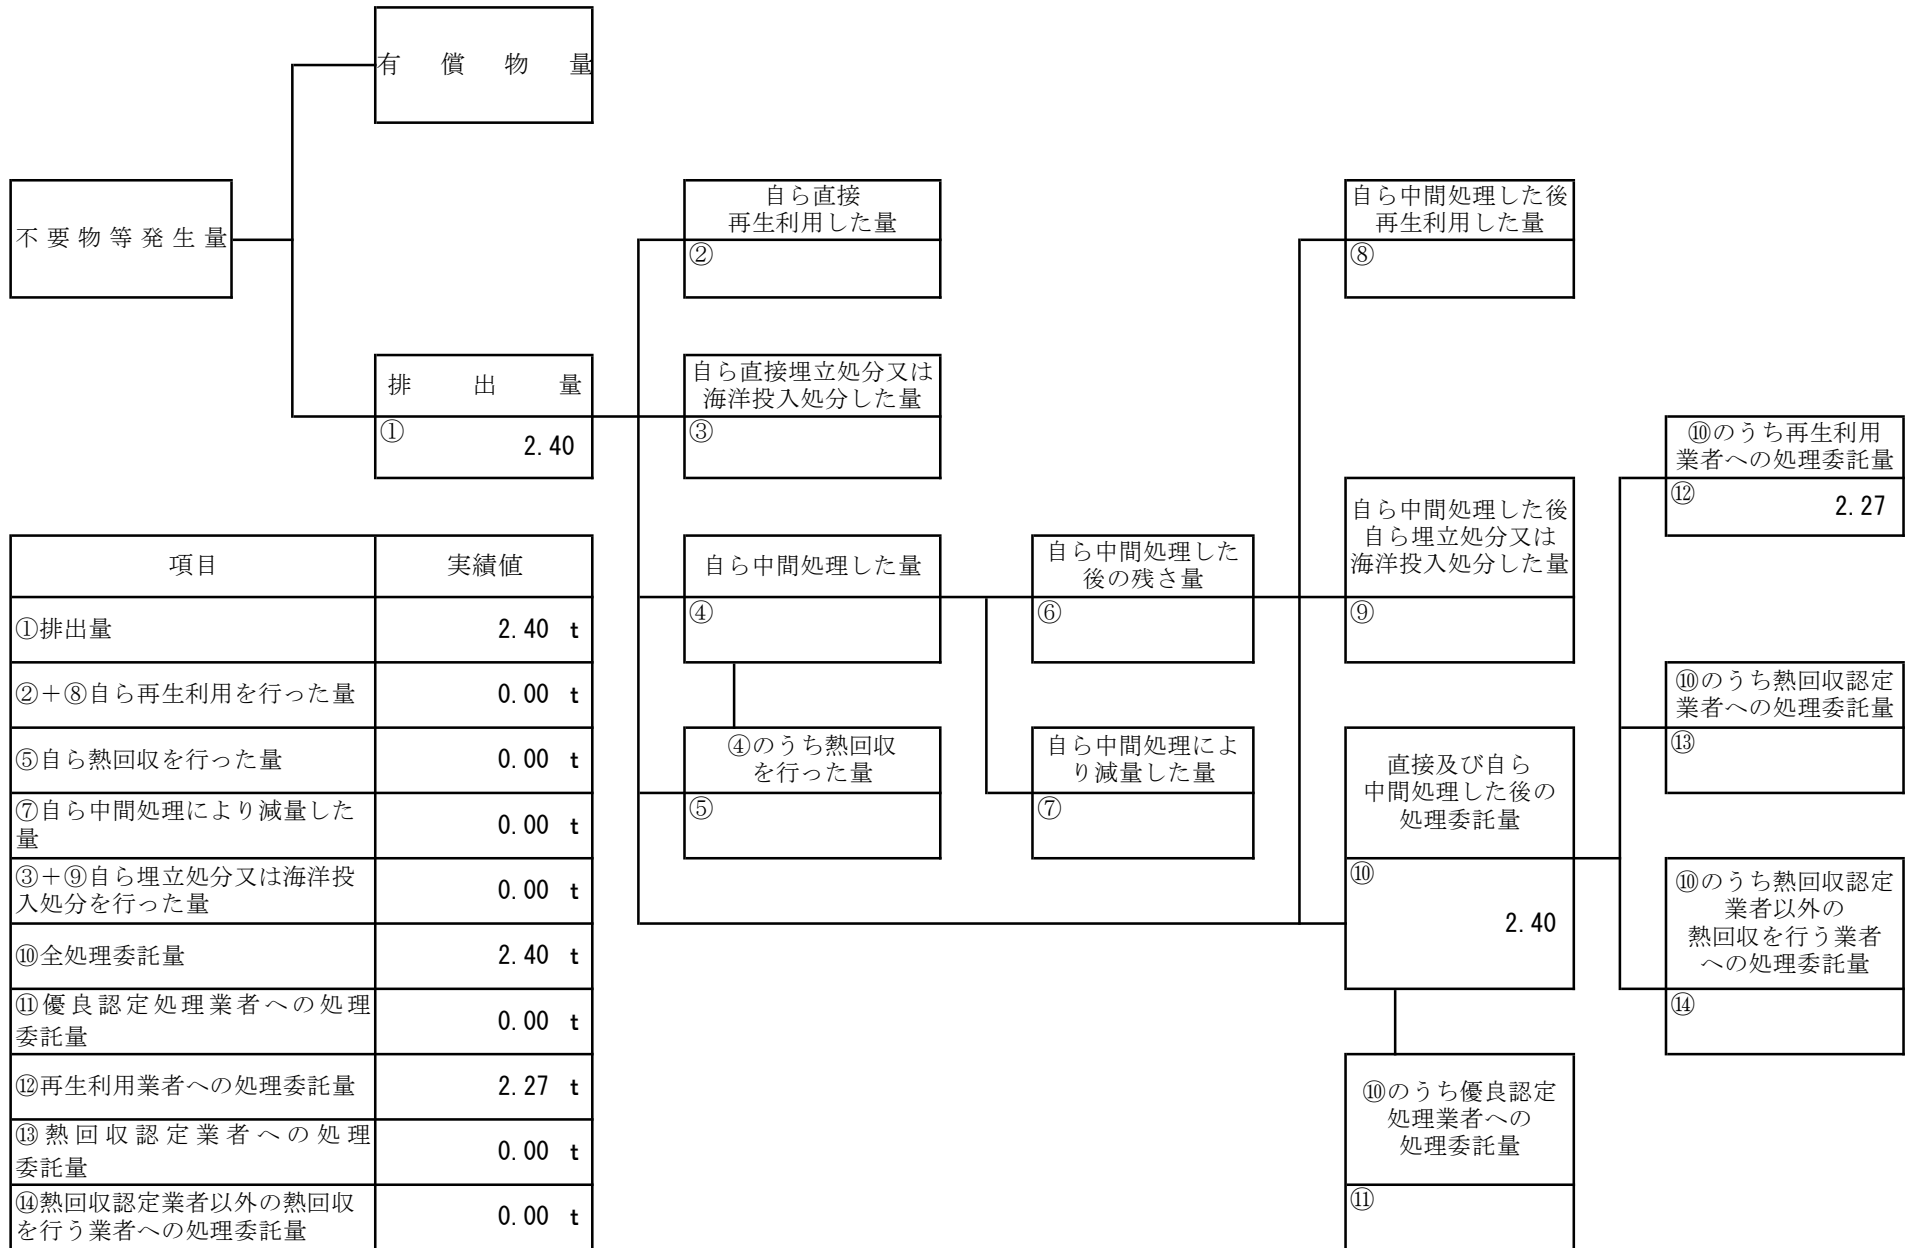 有償物量
不要物等発生量
自ら直接
再生利用した量
②
自ら中間処理した後
再生利用した量
⑧
排出量
①
2.40
自ら直接埋立処分又は
海洋投入処分した量
③
⑩のうち再生利用
業者への処理委託量
⑫
2.27
自ら中間処理した量
④
自ら中間処理した
後の残さ量
⑥
自ら中間処理した後
自ら埋立処分又は
海洋投入処分した量
⑨
④のうち熱回収
を行った量
⑤
自ら中間処理によ
り減量した量
⑦
直接及び自ら
中間処理した後の
処理委託量
⑩
2.40
⑩のうち熱回収認定
業者への処理委託量
⑬
⑩のうち熱回収認定
業者以外の
熱回収を行う業者
への処理委託量
⑭
⑩のうち優良認定
処理業者への
処理委託量
⑪
項目 実績値
①排出量 2.40 t
②+⑧自ら再生利用を行った量 0.00 t
⑤自ら熱回収を行った量 0.00 t
⑦自ら中間処理により減量した
量 0.00 t
③+⑨自ら埋立処分又は海洋投
入処分を行った量 0.00 t
⑩全処理委託量 2.40 t
⑪優良認定処理業者への処理
委託量 0.00 t
⑫再生利用業者への処理委託量 2.27 t
⑬熱回収認定業者への処理
委託量 0.00 t
⑭熱回収認定業者以外の熱回収
を行う業者への処理委託量 0.00 t